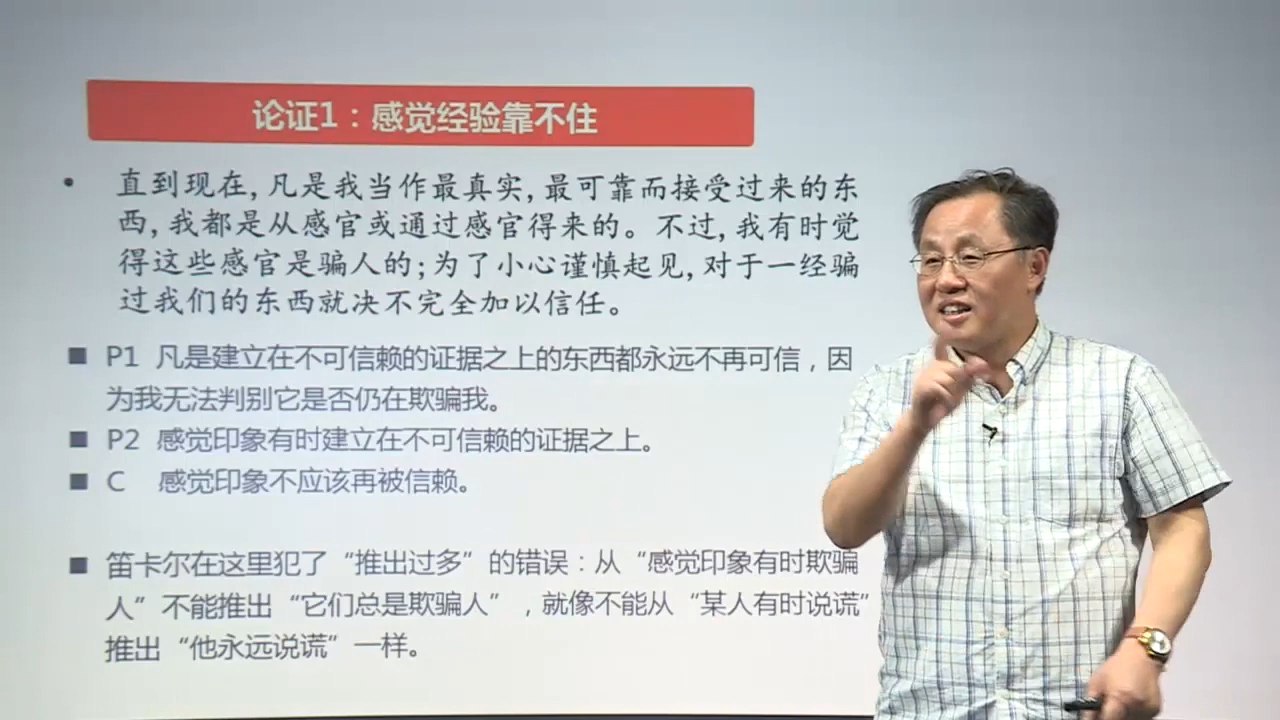 论证1：感觉经验靠不住
• 直到现在,凡是我当作最真实,最可靠而接受过来的东
西,我都是从感官或通过感官得来的。不过,我有时觉
得这些感官是骗人的;为了小心谨慎起见,对于一经骗
过我们的东西就决不完全加以信任。
■ P1 凡是建立在不可信赖的证据之上的东西都永远不再可信，因
为我无法判别它是否仍在欺骗我。
■ P2 感觉印象有时建立在不可信赖的证据之上。
■ C 感觉印象不应该再被信赖。
■ 笛卡尔在这里犯了“推出过多”的错误：从“感觉印象有时欺骗
人”不能推出“它们总是欺骗人”，就像不能从“某人有时说谎”
推出“他永远说谎”一样。